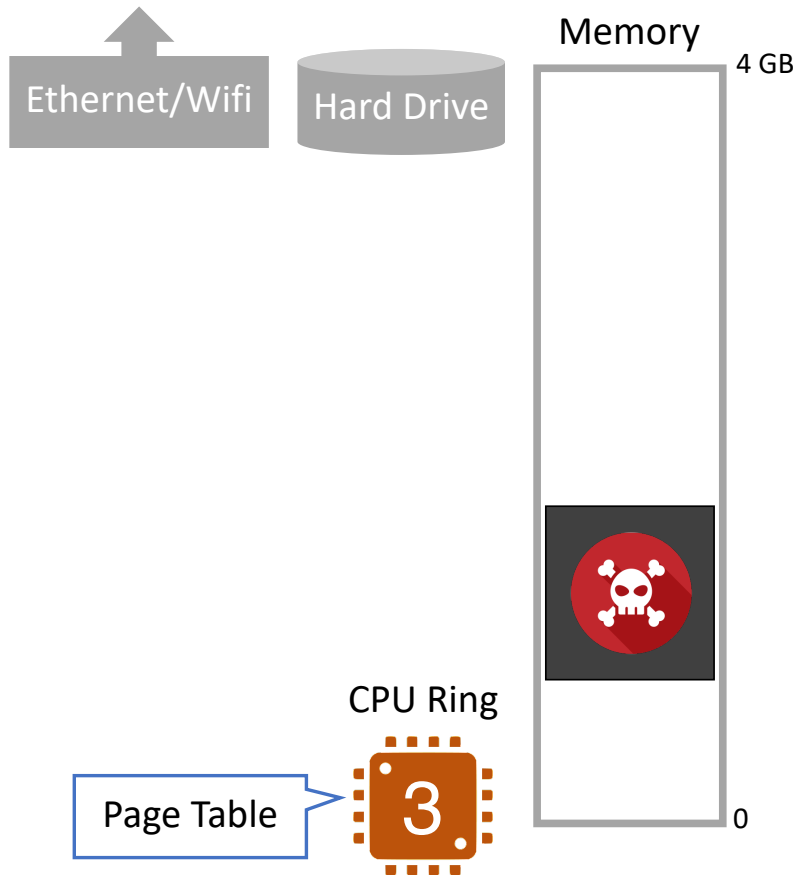 Memory
4 GB
Ethernet/Wifi
Hard Drive
CPU Ring
Page Table
3
0